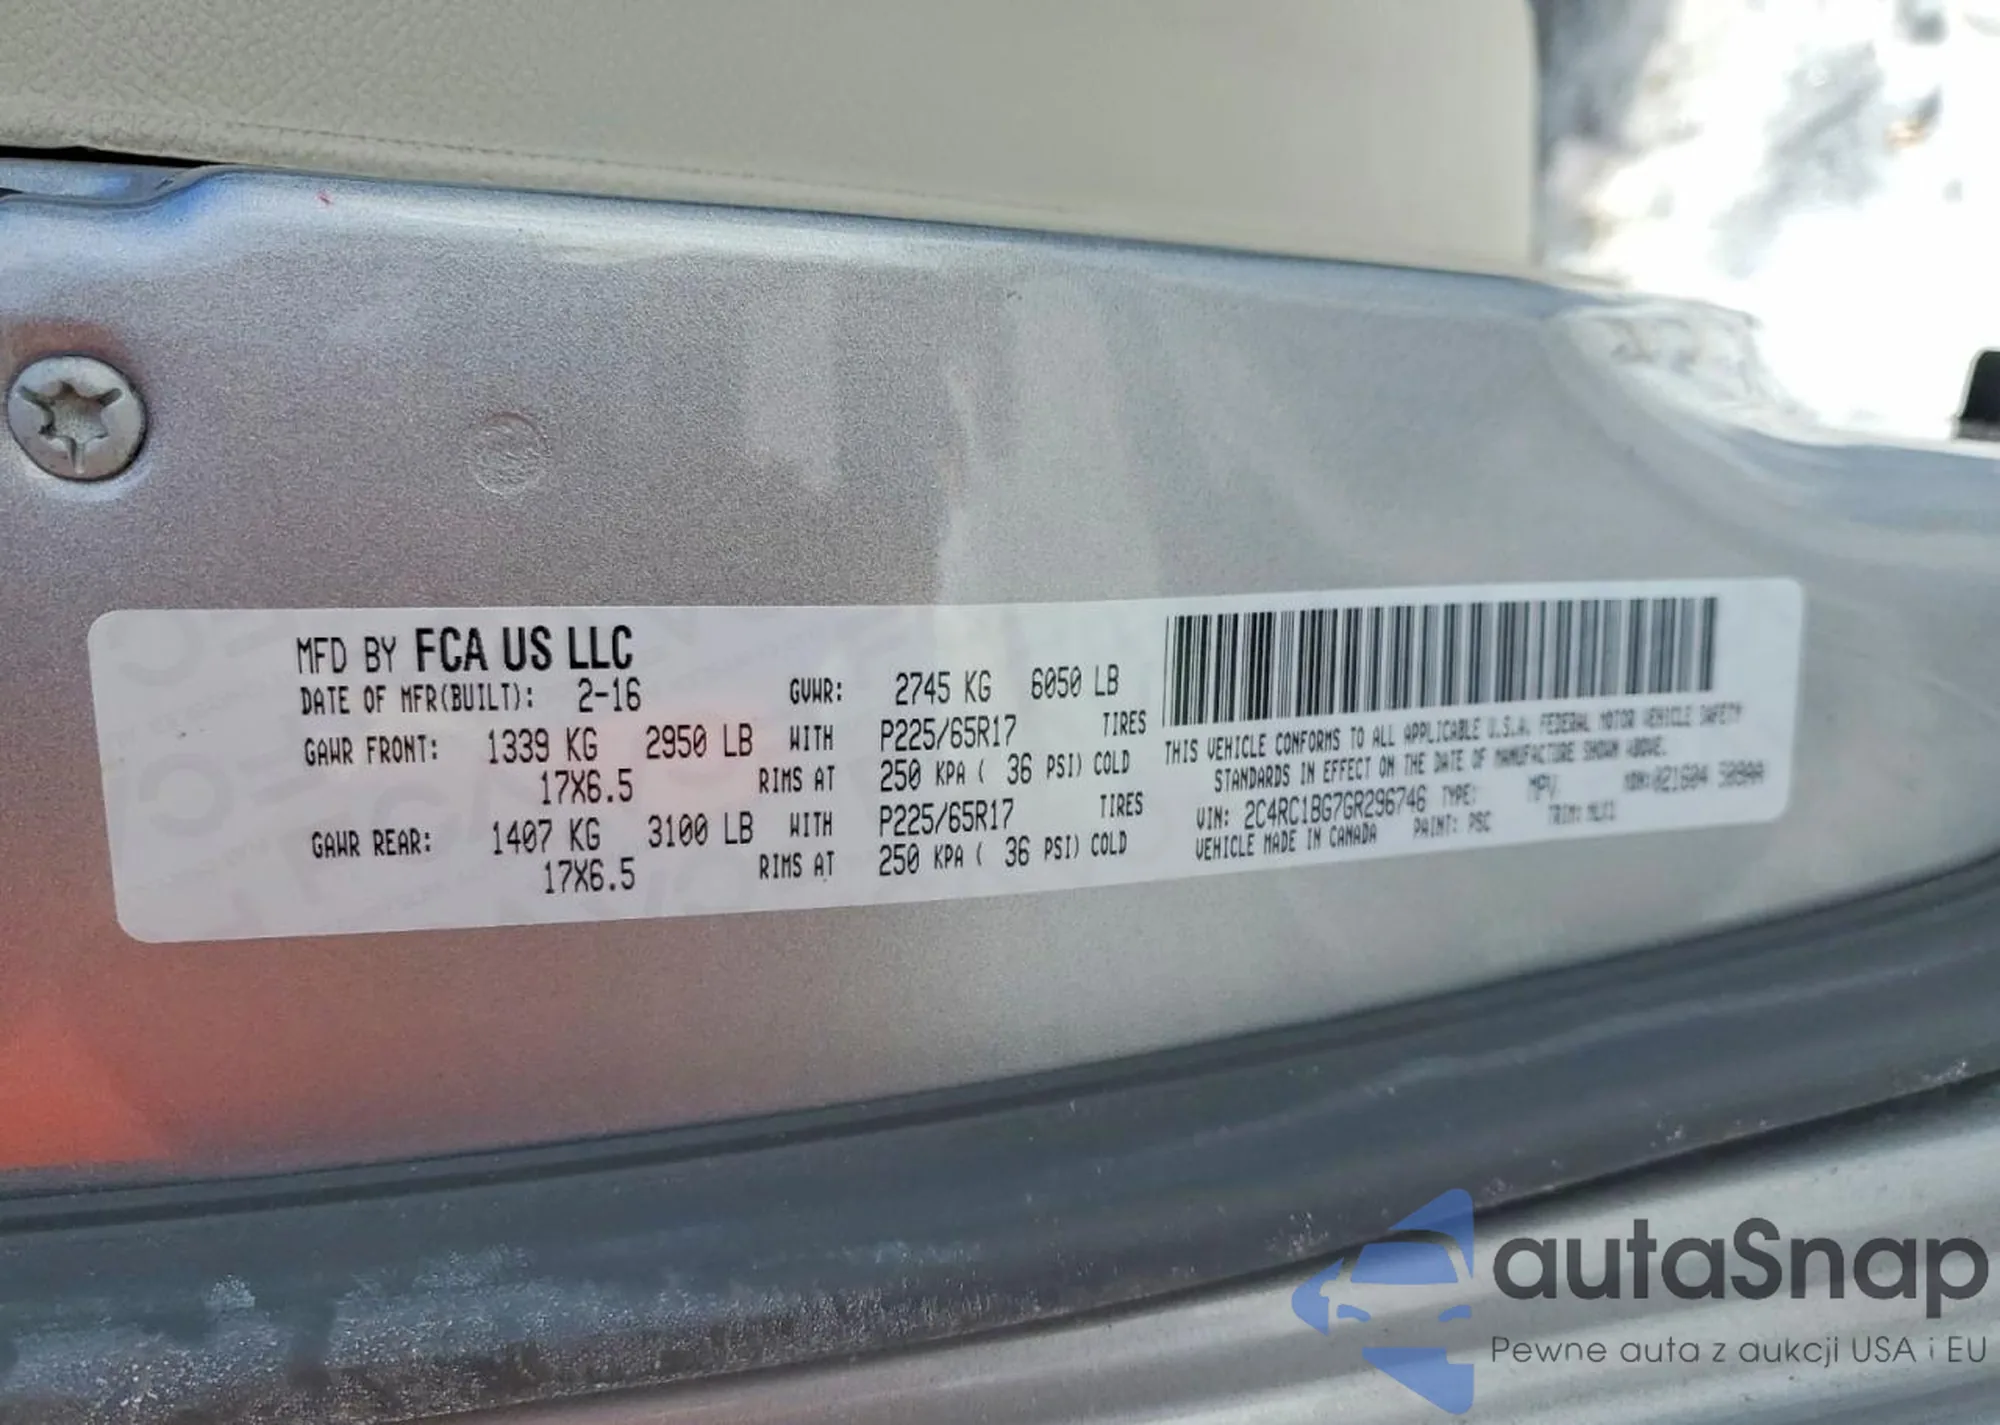 MFD BY FCA US LLC
DATE OF MFR(BUILT): 2-16 GVWR: 2745 KG 6050 LB
GAWR FRONT: 1339 KG 2950 LB WITH P225/65R17 TIRES
17X6.5 RIMS AT 250 KPA ( 36 PSI) COLD
GAWR REAR: 1407 KG 3100 LB WITH P225/65R17 TIRES
17X6.5 RIMS AT 250 KPA ( 36 PSI) COLD
THIS VEHICLE CONFORMS TO ALL APPLICABLE U.S.A. FEDERAL MOTOR VEHICLE SAFETY
STANDARDS IN EFFECT ON THE DATE OF MANUFACTURE SHOWN ABOVE.
VIN: 2C4RC1BG7GR296746 TYPE: MPV
VEHICLE MADE IN CANADA PAINT: PSC TRIM:
autaSnap
Pewne auta z aukcji USA i EU